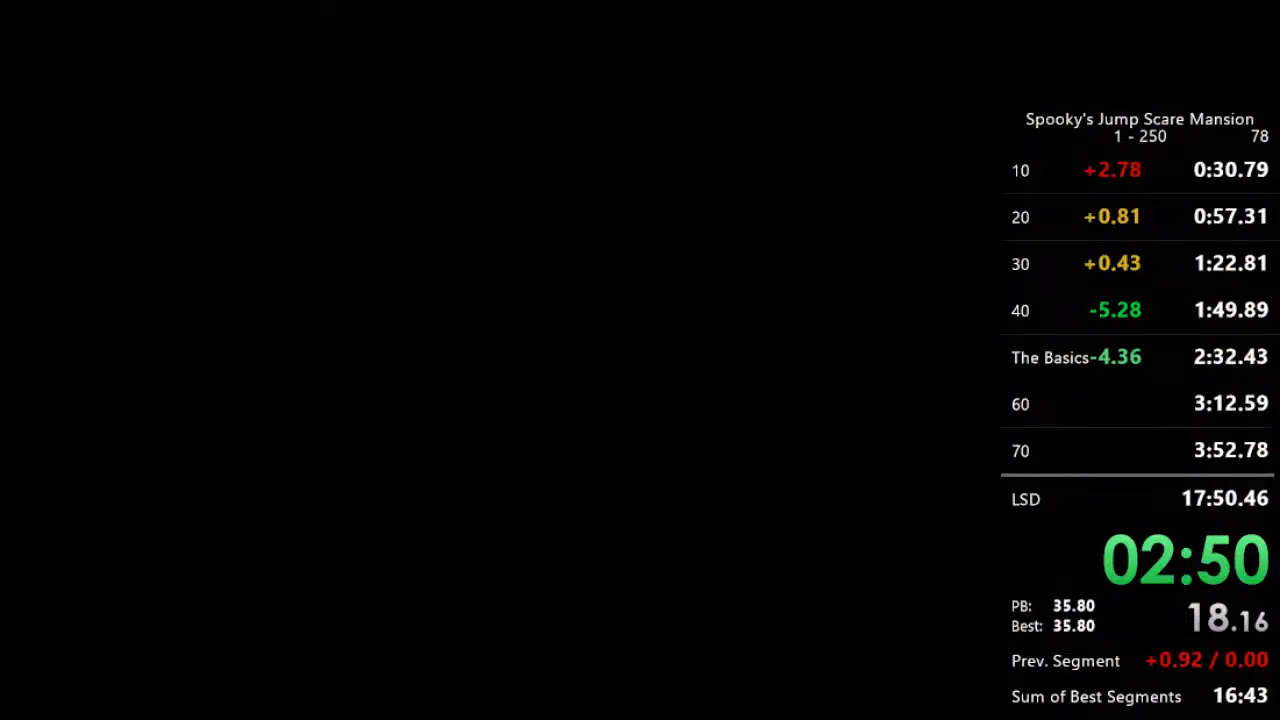 Spooky's Jump Scare Mansion
1 - 250 78
10 +2.78 0:30.79
20 +0.81 0:57.31
30 +0.43 1:22.81
40 -5.28 1:49.89
The Basics -4.36 2:32.43
60 3:12.59
70 3:52.78
LSD 17:50.46
02:50
PB: 35.80 18.16
Best: 35.80
Prev. Segment +0.92 / 0.00
Sum of Best Segments 16:43